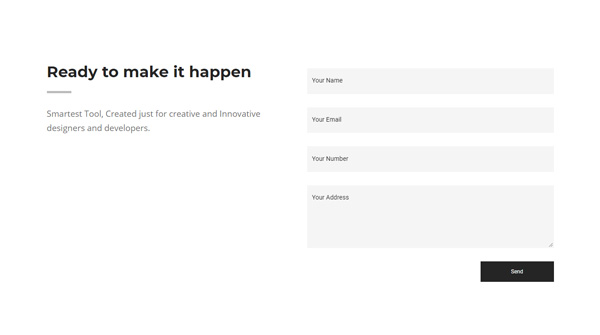 Ready to make it happen
Smartest Tool, Created just for creative and Innovative
designers and developers.
Your Name
Your Email
Your Number
Your Address
Send